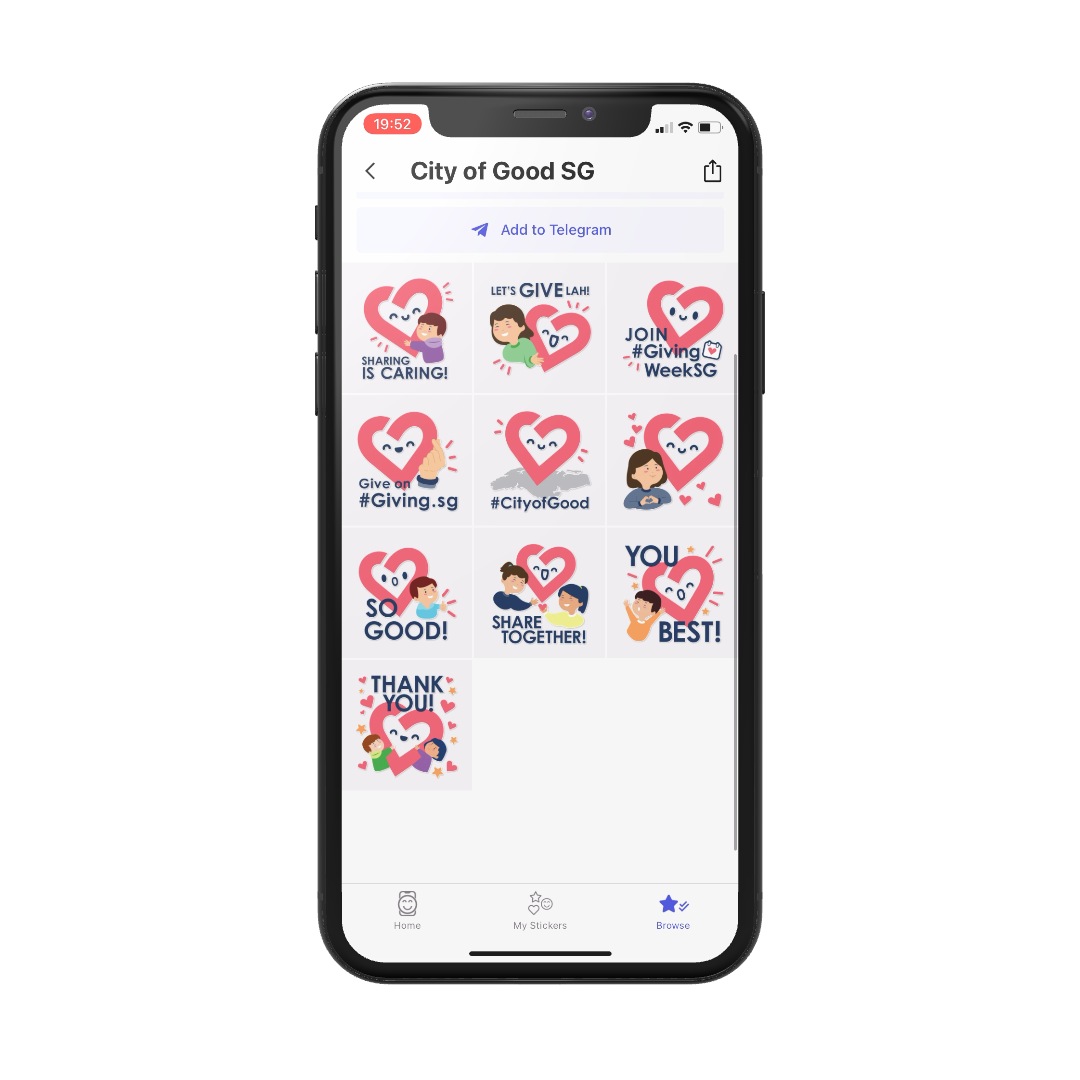 19:52
City of Good SG
Add to Telegram
SHARING
IS CARING!
LET'S GIVE LAH!
JOIN
#Giving
WeekSG
Give on
#Giving.sg
#CityofGood
SO
GOOD!
SHARE
TOGETHER!
YOU
BEST!
THANK
YOU!
Home
My Stickers
Browse